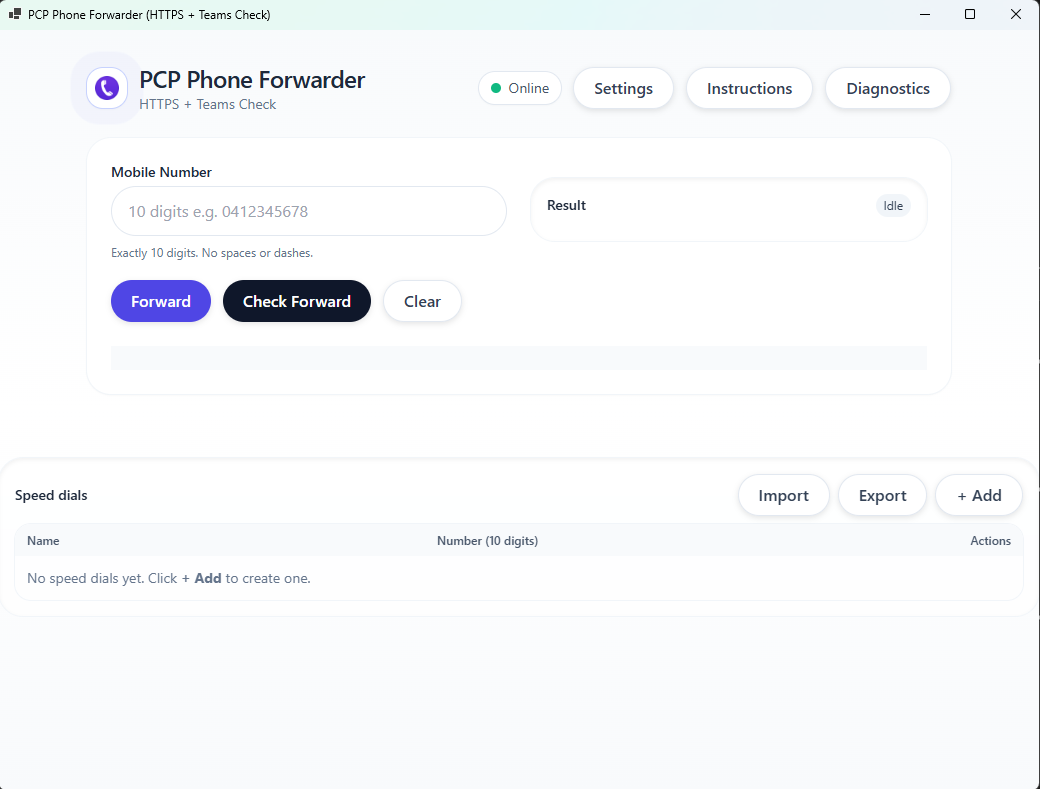 PCP Phone Forwarder (HTTPS + Teams Check)
PCP Phone Forwarder
HTTPS + Teams Check
Online
Settings
Instructions
Diagnostics
Mobile Number
10 digits e.g. 0412345678
Exactly 10 digits. No spaces or dashes.
Forward
Check Forward
Clear
Result
Idle
Speed dials
Import
Export
+ Add
Name
Number (10 digits)
Actions
No speed dials yet. Click + Add to create one.